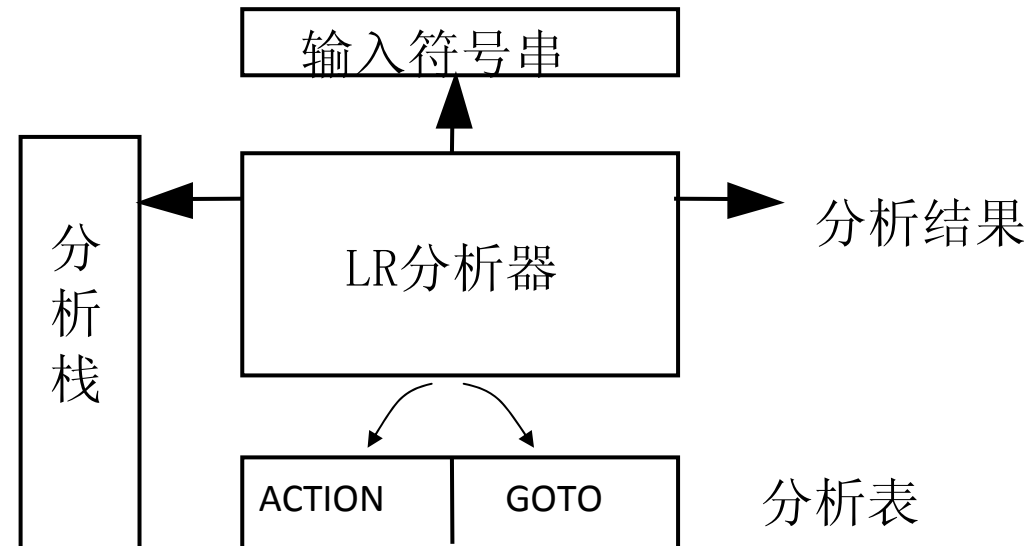 输入符号串
分
析
栈
LR分析器
分析结果
ACTION
GOTO
分析表